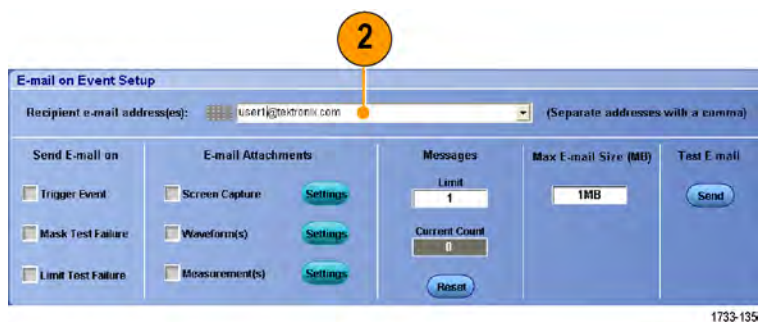 2
E-mail on Event Setup
Recipient e-mail address(es): user1@tektronix.com (Separate addresses with a comma)
Send E-mail on E-mail Attachments Messages Max E-mail Size (MB) Test E-mail
Limit
Trigger Event Screen Capture Settings 1 1MB Send
Mask Test Failure Waveform(s) Settings Current Count
0
Limit Test Failure Measurement(s) Settings Reset
1733-135